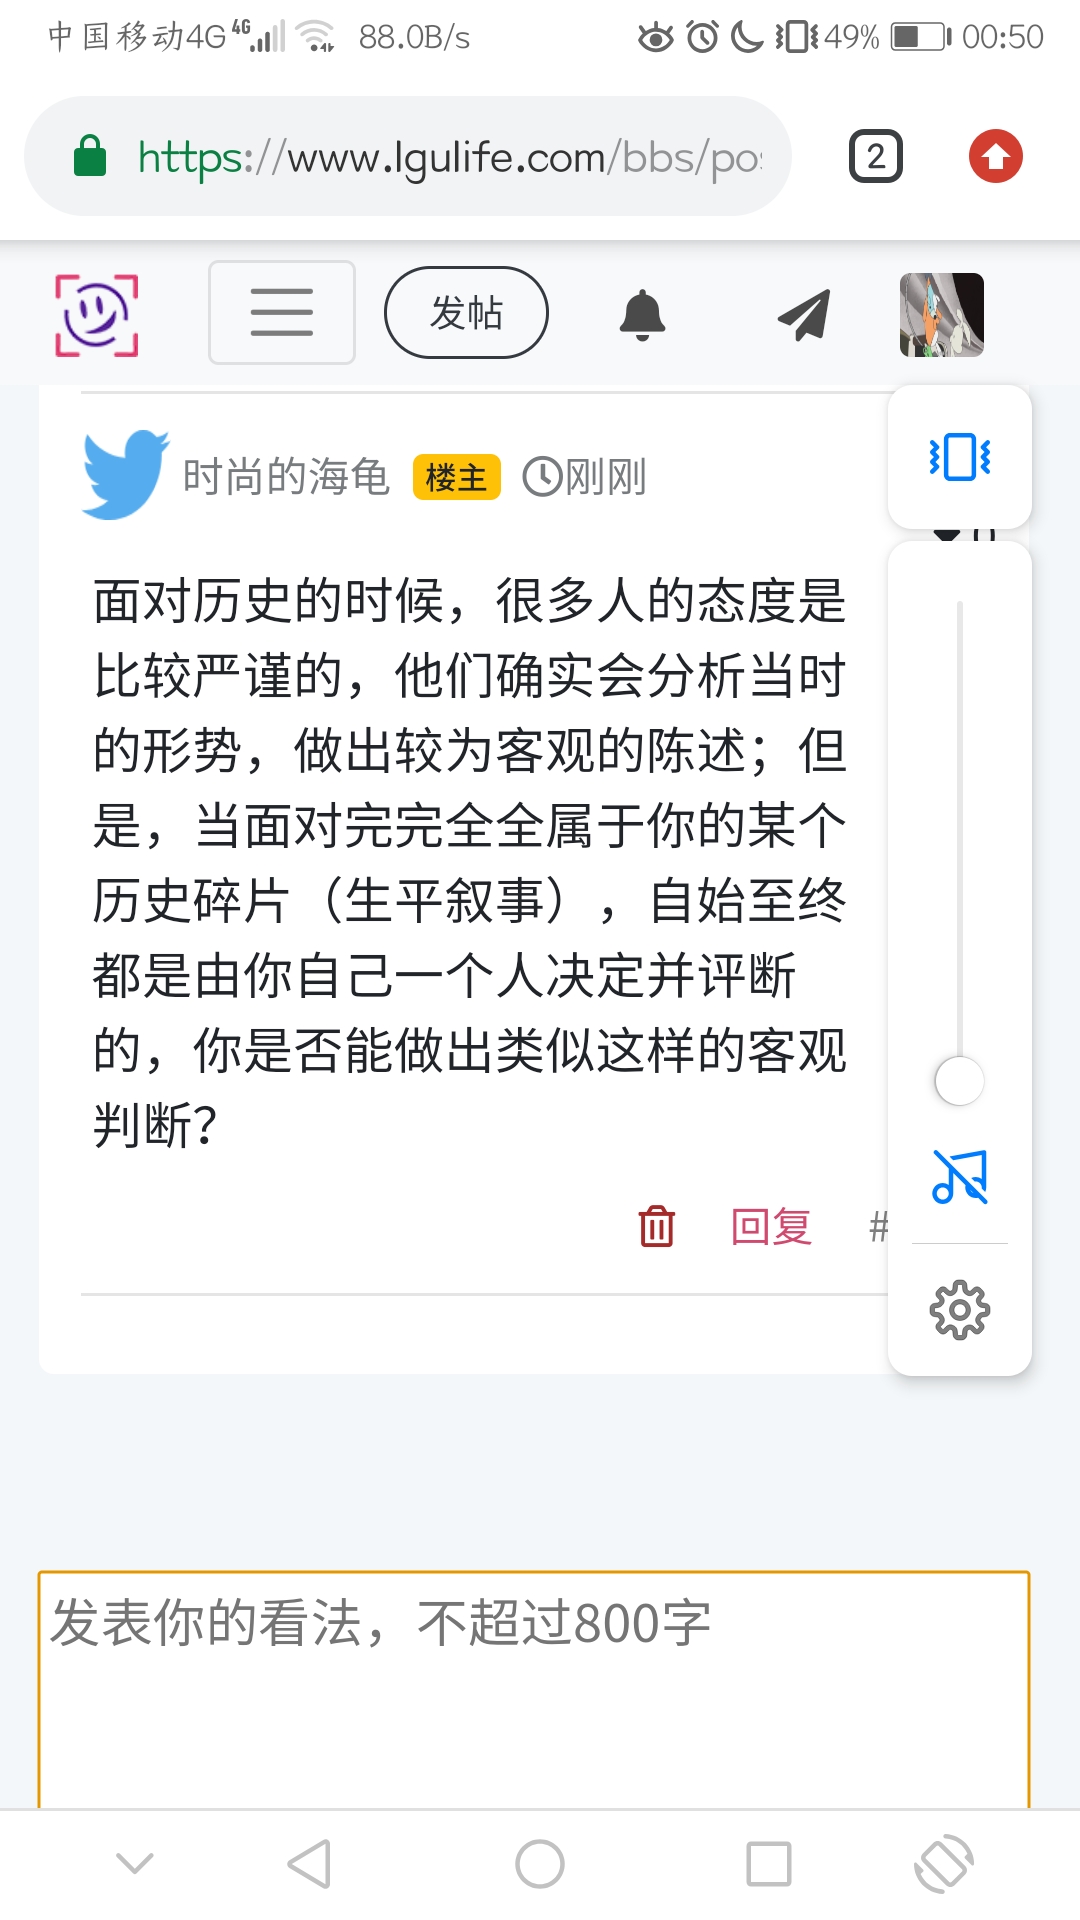 中国移动4G 4G 88.0B/s 49% 00:50
https://www.lgulife.com/bbs/po
2
发帖
时尚的海龟 楼主 刚刚
面对历史的时候，很多人的态度是
比较严谨的，他们确实会分析当时
的形势，做出较为客观的陈述；但
是，当面对完完全全属于你的某个
历史碎片（生平叙事），自始至终
都是由你自己一个人决定并评断
的，你是否能做出类似这样的客观
判断？
回复 #
发表你的看法，不超过800字